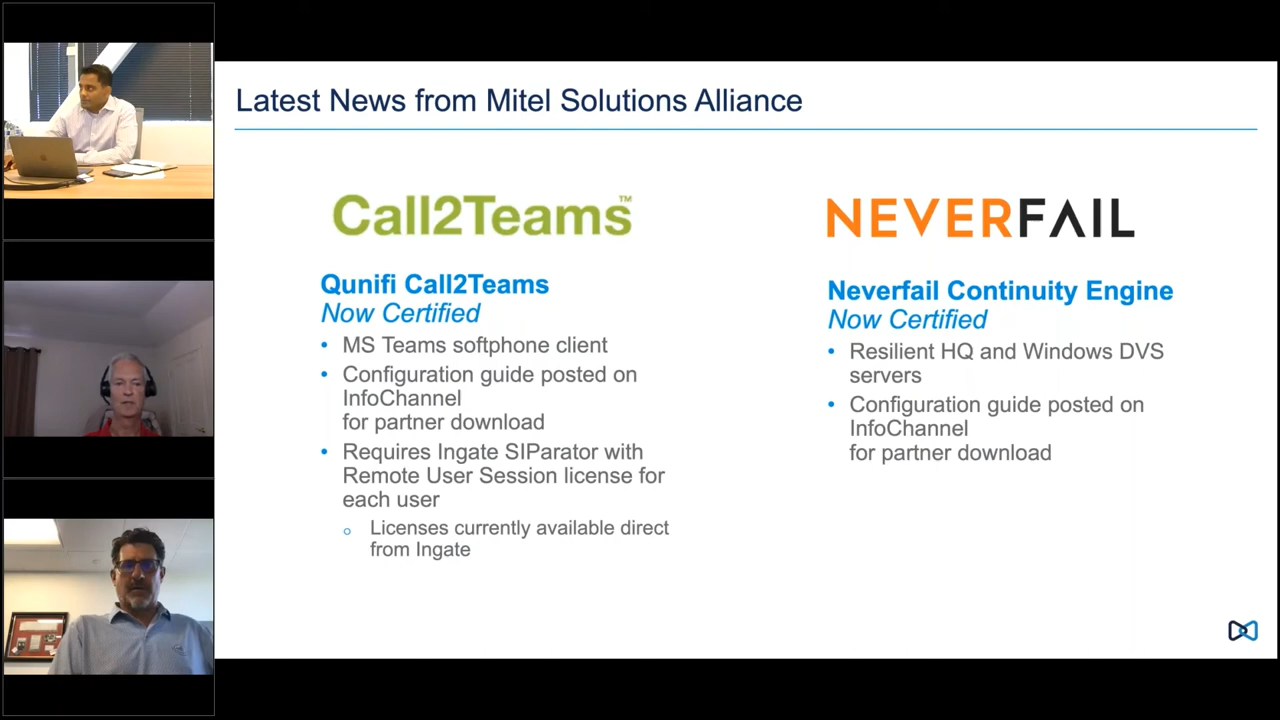 Latest News from Mitel Solutions Alliance
Call2Teams™
Qunifi Call2Teams
Now Certified
• MS Teams softphone client
• Configuration guide posted on
InfoChannel
for partner download
• Requires Ingate SIParator with
Remote User Session license for
each user
o Licenses currently available direct
from Ingate
NEVERFAIL
Neverfail Continuity Engine
Now Certified
• Resilient HQ and Windows DVS
servers
• Configuration guide posted on
InfoChannel
for partner download